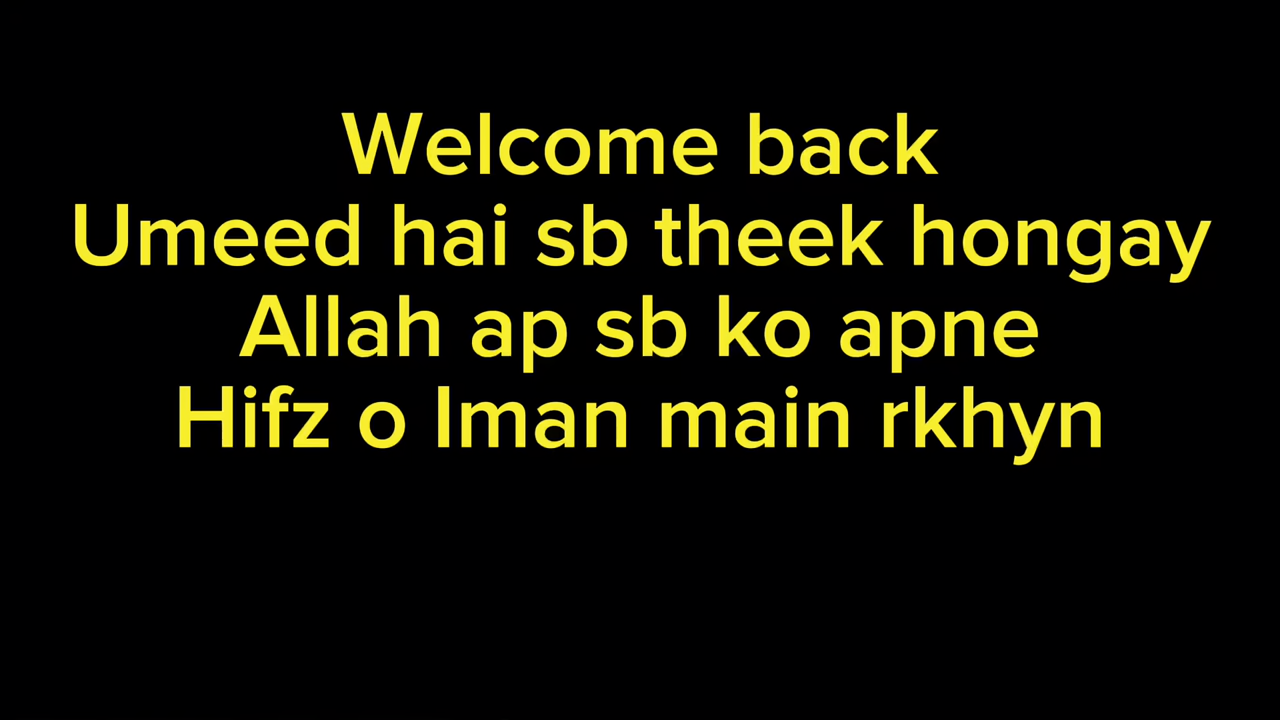 Welcome back
Umeed hai sb theek hongay
Allah ap sb ko apne
Hifz o Iman main rkhyn